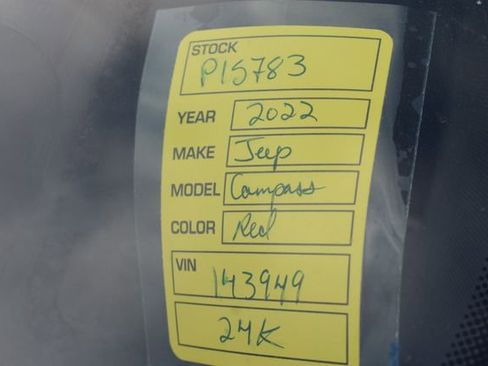 STOCK
P15783
YEAR 2022
MAKE Jeep
MODEL Compass
COLOR Red
VIN
143949
24K